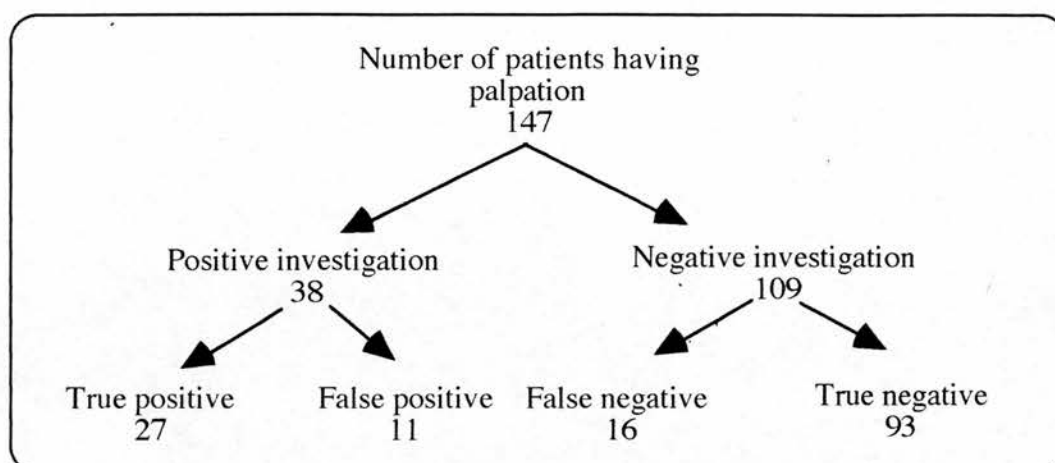 Number of patients having
palpation
147
Positive investigation
38
Negative investigation
109
True positive
27
False positive
11
False negative
16
True negative
93